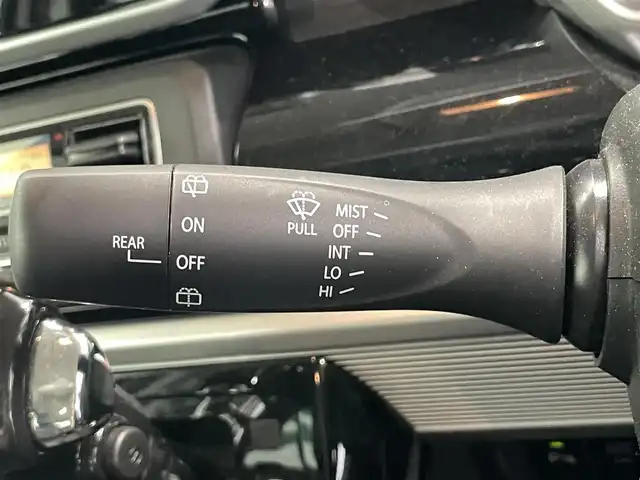 REAR
ON
OFF
PULL
MIST
OFF
INT
LO
HI